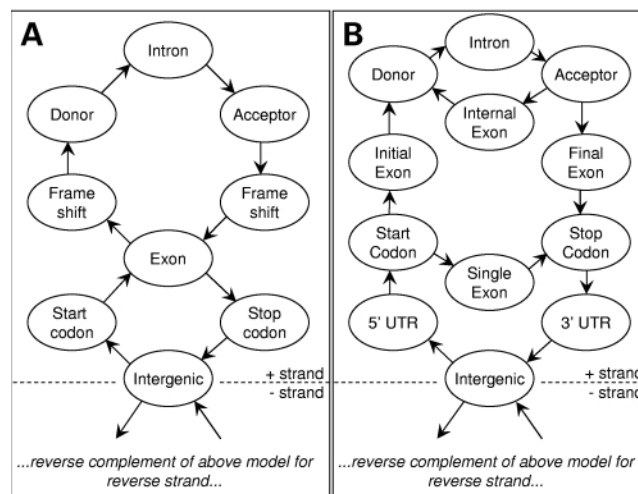 A
Intron
Donor
Acceptor
Frame
shift
Frame
shift
Exon
Start
codon
Stop
codon
Intergenic
+ strand
- strand
...reverse complement of above model for
reverse strand...
B
Intron
Donor
Acceptor
Internal
Exon
Initial
Exon
Final
Exon
Start
Codon
Stop
Codon
Single
Exon
5' UTR
3' UTR
Intergenic
+ strand
- strand
...reverse complement of above model for
reverse strand...